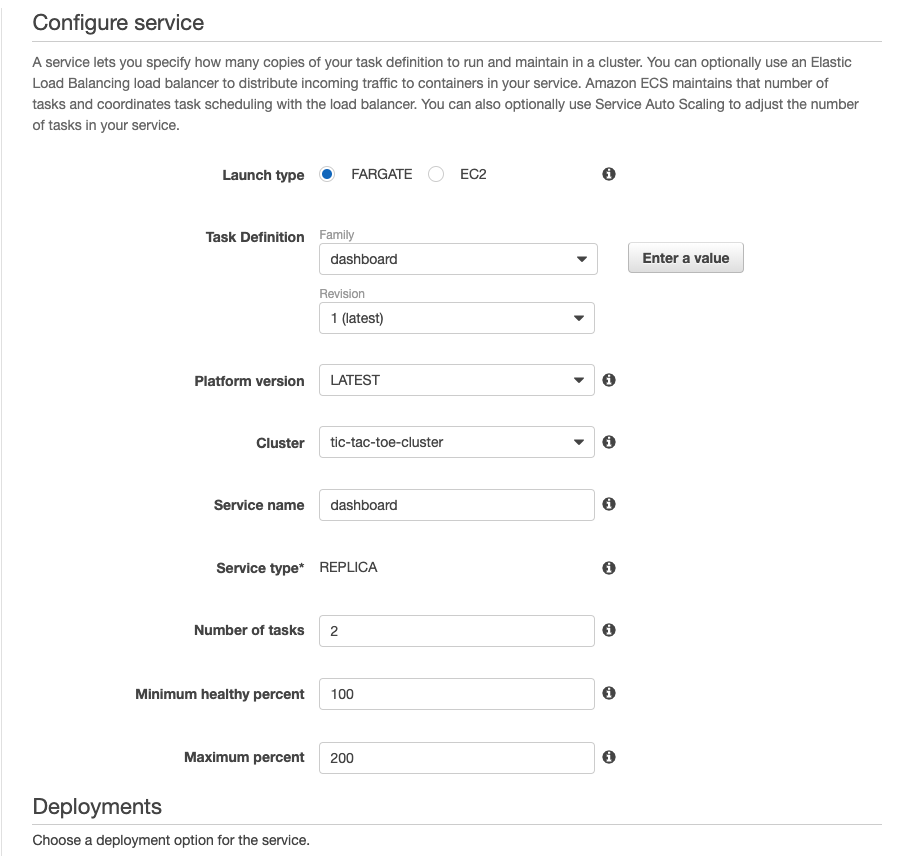 Configure service
A service lets you specify how many copies of your task definition to run and maintain in a cluster. You can optionally use an Elastic
Load Balancing load balancer to distribute incoming traffic to containers in your service. Amazon ECS maintains that number of
tasks and coordinates task scheduling with the load balancer. You can also optionally use Service Auto Scaling to adjust the number
of tasks in your service.
Launch type FARGATE EC2
Task Definition Family
dashboard Enter a value
Revision
1 (latest)
Platform version LATEST
Cluster tic-tac-toe-cluster
Service name dashboard
Service type* REPLICA
Number of tasks 2
Minimum healthy percent 100
Maximum percent 200
Deployments
Choose a deployment option for the service.